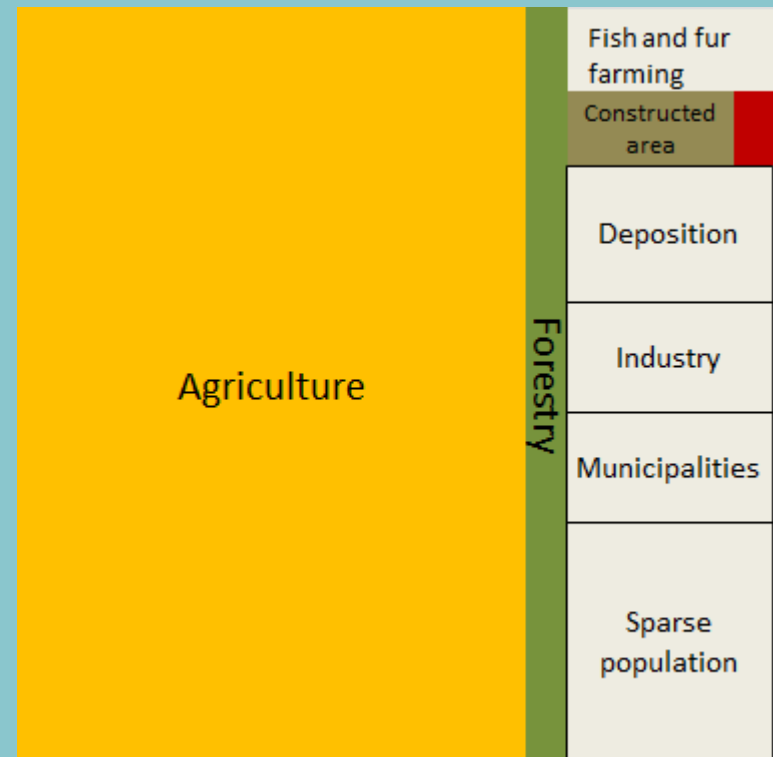 Agriculture
Forestry
Fish and fur
farming
Constructed
area
Deposition
Industry
Municipalities
Sparse
population